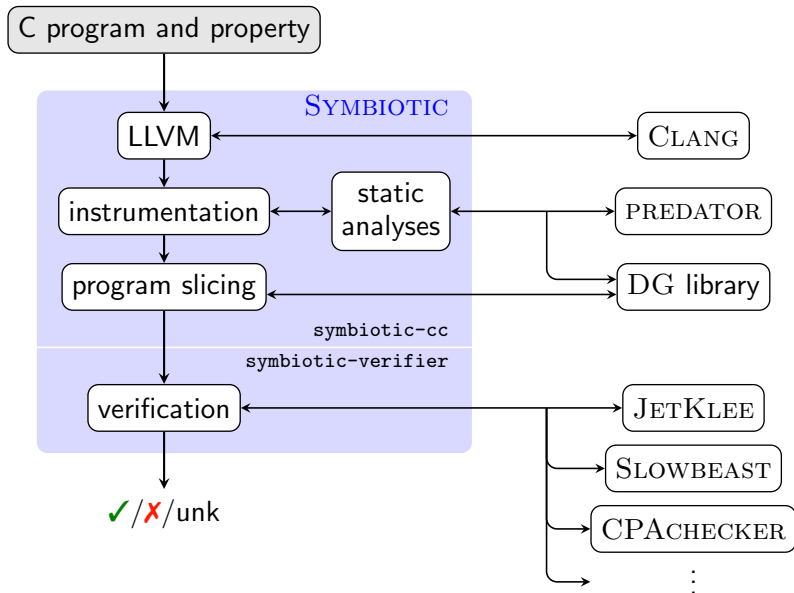 C program and property
SYMBIOTIC
LLVM
CLANG
instrumentation
static
analyses
PREDATOR
program slicing
DG library
symbiotic-cc
symbiotic-verifier
verification
JETKLEE
SLOWBEAST
✓/✗/unk
CPACHECKER
⋮